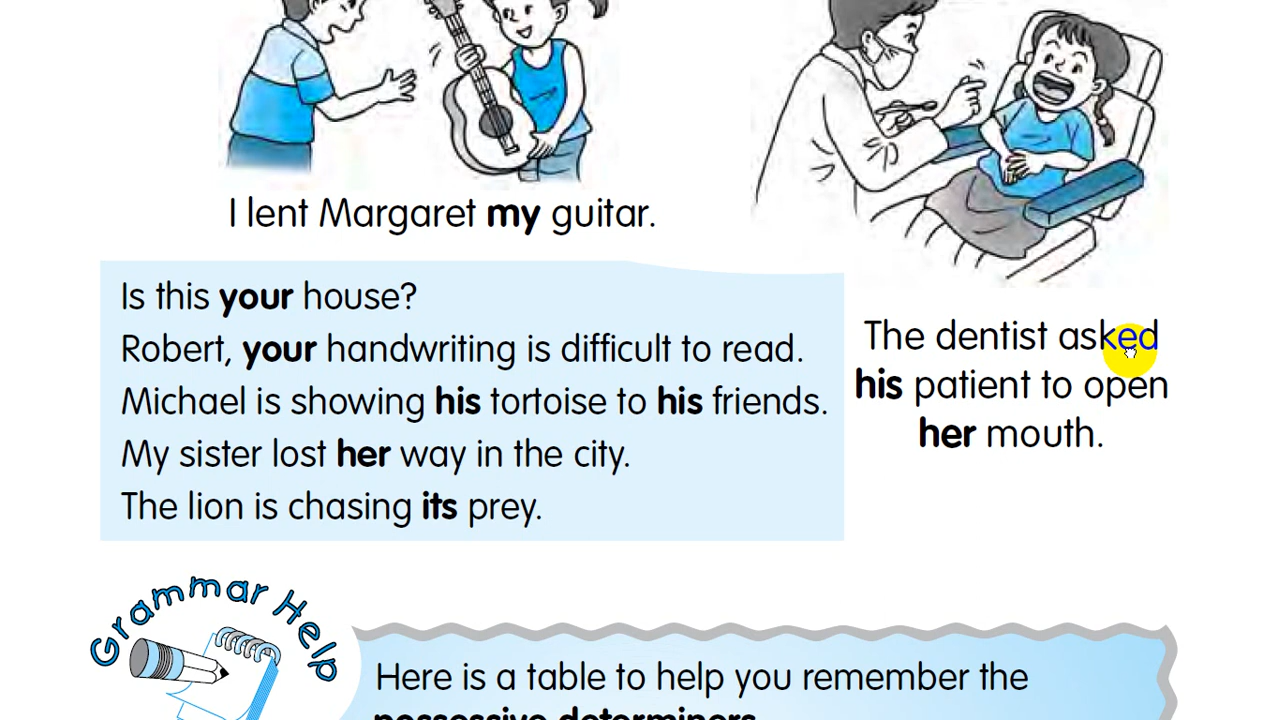 I lent Margaret my guitar.
Is this your house?
Robert, your handwriting is difficult to read.
Michael is showing his tortoise to his friends.
My sister lost her way in the city.
The lion is chasing its prey.
The dentist asked
his patient to open
her mouth.
Grammar Help
Here is a table to help you remember the
possessive determiners